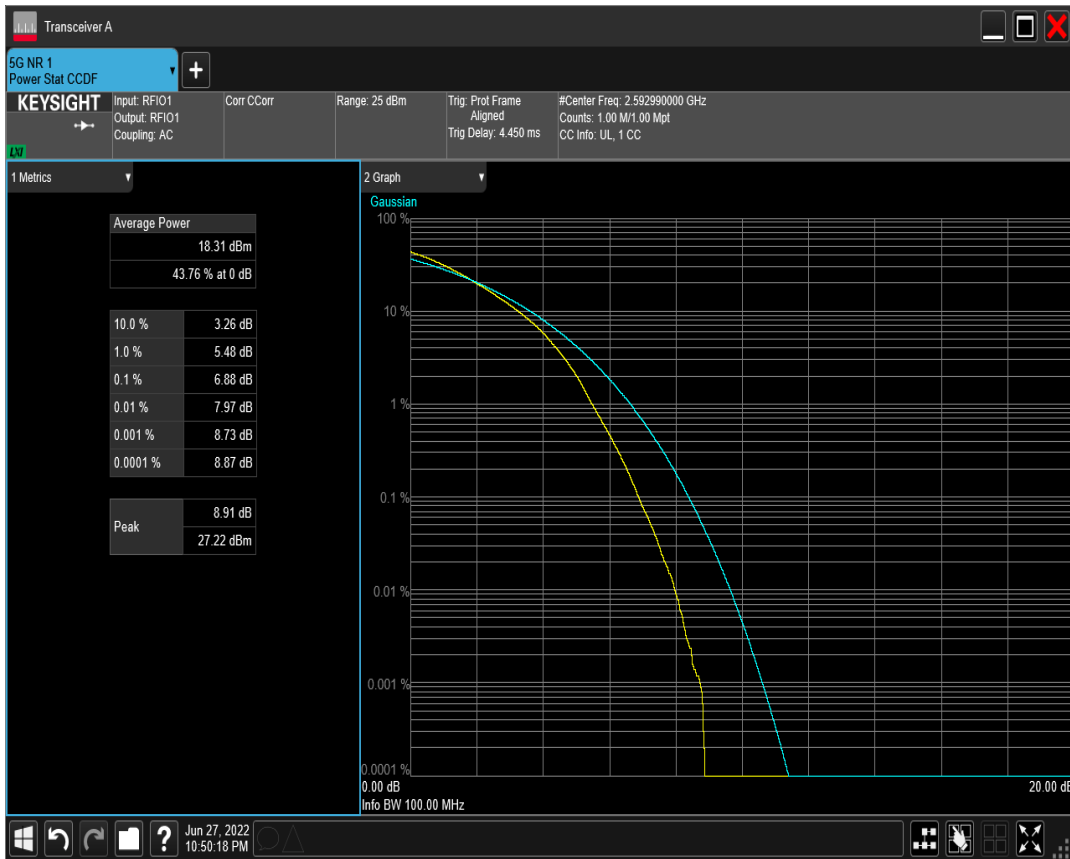 Transceiver A
5G NR 1
Power Stat CCDF
KEYSIGHT
LXI
Input: RFIO1
Output: RFIO1
Coupling: AC
Corr CCorr
Range: 25 dBm
Trig: Prot Frame
Aligned
Trig Delay: 4.450 ms
#Center Freq: 2.592990000 GHz
Counts: 1.00 M/1.00 Mpt
CC Info: UL, 1 CC
1 Metrics
Average Power
18.31 dBm
43.76 % at 0 dB
10.0 % 3.26 dB
1.0 % 5.48 dB
0.1 % 6.88 dB
0.01 % 7.97 dB
0.001 % 8.73 dB
0.0001 % 8.87 dB
Peak 8.91 dB
27.22 dBm
2 Graph
Gaussian
100 %
10 %
1 %
0.1 %
0.01 %
0.001 %
0.0001 %
0.00 dB 20.00 dB
Info BW 100.00 MHz
? Jun 27, 2022
10:50:18 PM